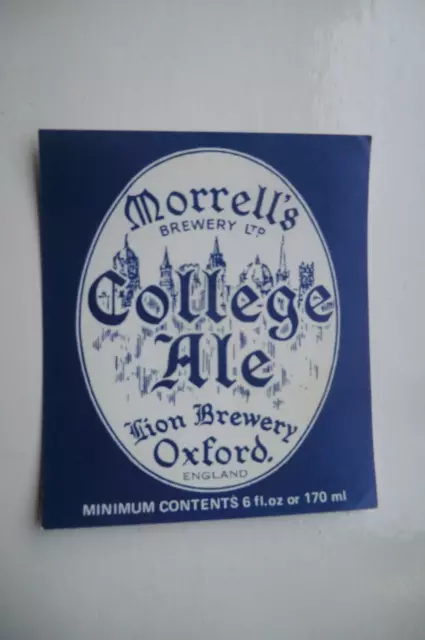 Morrell's
BREWERY LTD
College
Ale
Lion Brewery
Oxford.
ENGLAND
MINIMUM CONTENTS 6 fl.oz or 170 ml